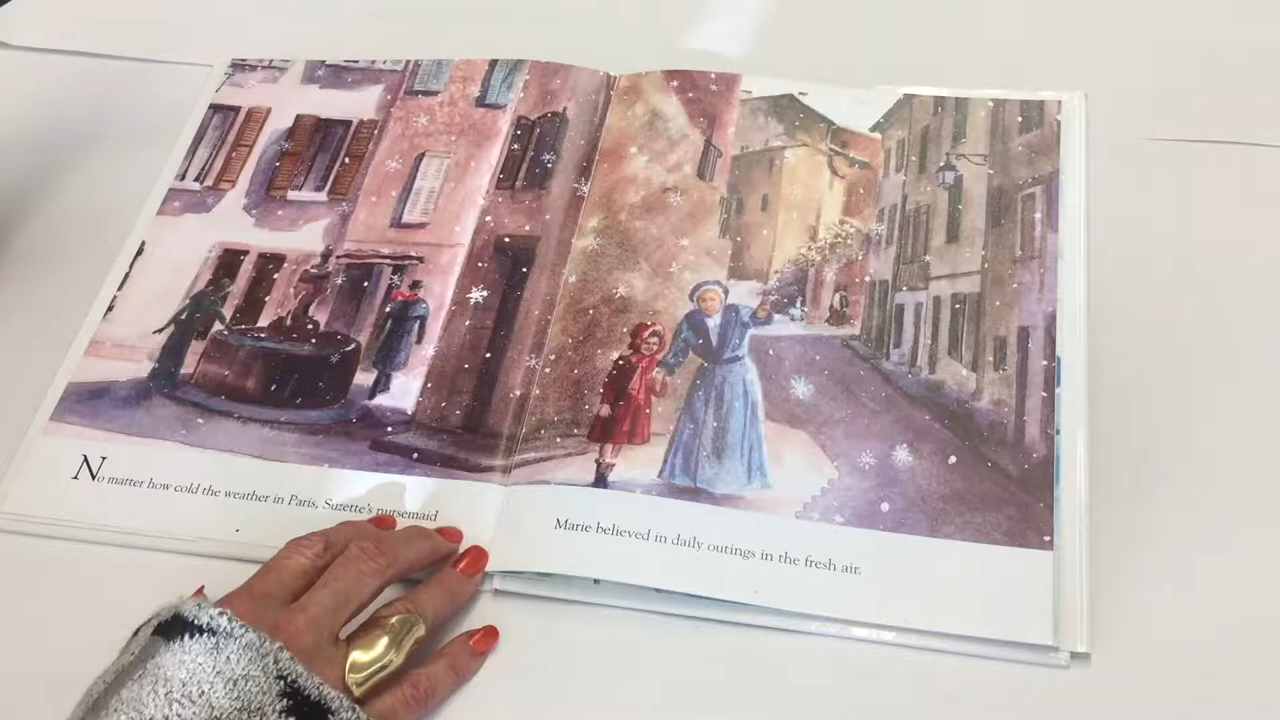 No matter how cold the weather in Paris, Suzette's nursemaid
Marie believed in daily outings in the fresh air.